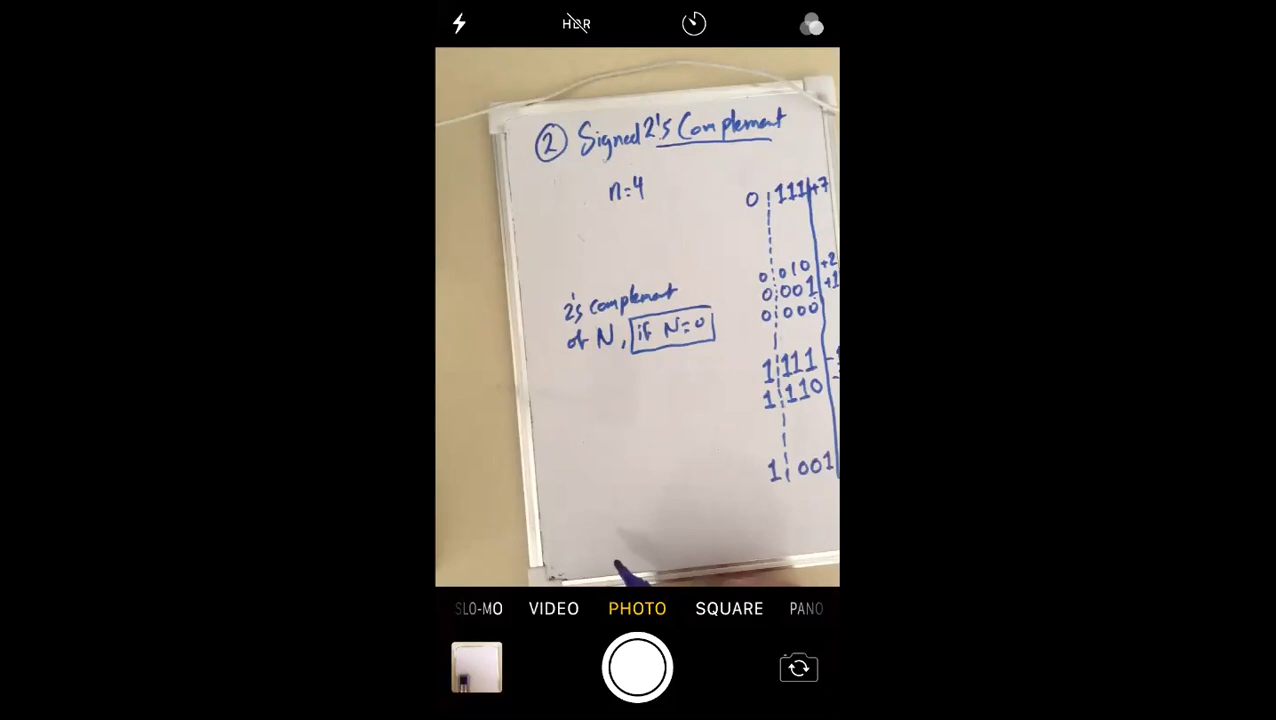 HDR
② Signed 2's Complement
n=4
0 111 +7
0 010 +2
0 001 +1
0 000
2's complement
of N, if N=0
1 111
1 110
1 001
SLO-MO VIDEO PHOTO SQUARE PANO